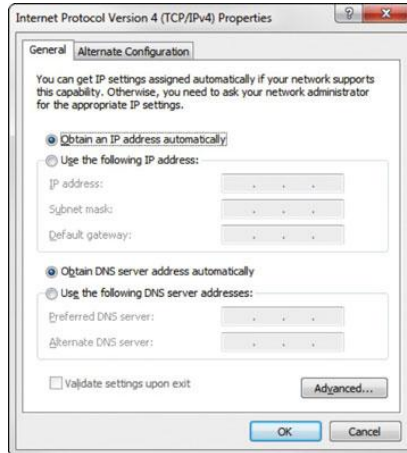 Internet Protocol Version 4 (TCP/IPv4) Properties
General
Alternate Configuration
You can get IP settings assigned automatically if your network supports
this capability. Otherwise, you need to ask your network administrator
for the appropriate IP settings.
Obtain an IP address automatically
Use the following IP address:
IP address:
Subnet mask:
Default gateway:
Obtain DNS server address automatically
Use the following DNS server addresses:
Preferred DNS server:
Alternate DNS server:
Validate settings upon exit
Advanced...
OK
Cancel